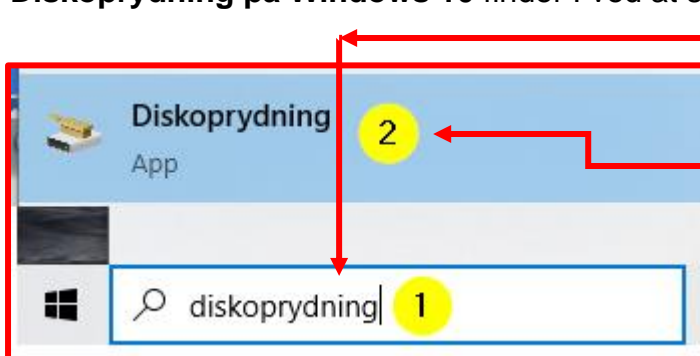 Diskoprydning på Windows 10 finder I ved at s
Diskoprydning
2
App
diskoprydning
1